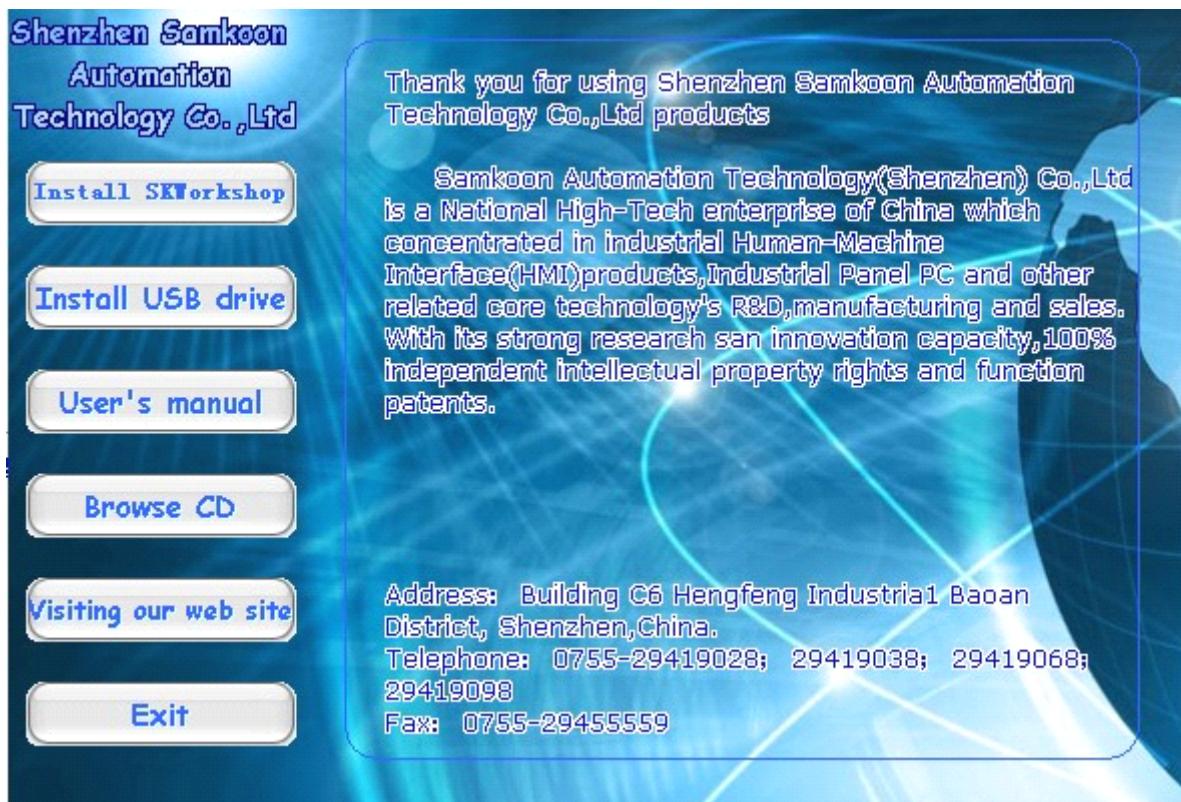 Shenzhen Samkoon
Automation
Technology Co.,Ltd
Install SKWorkshop
Install USB drive
User's manual
Browse CD
Visiting our web site
Exit
Thank you for using Shenzhen Samkoon Automation
Technology Co.,Ltd products
Samkoon Automation Technology(Shenzhen) Co.,Ltd
is a National High-Tech enterprise of China which
concentrated in industrial Human-Machine
Interface(HMI)products,Industrial Panel PC and other
related core technology's R&D,manufacturing and sales.
With its strong research san innovation capacity,100%
independent intellectual property rights and function
patents.
Address: Building C6 Hengfeng Industria1 Baoan
District, Shenzhen,China.
Telephone: 0755-29419028; 29419038; 29419068;
29419098
Fax: 0755-29455559